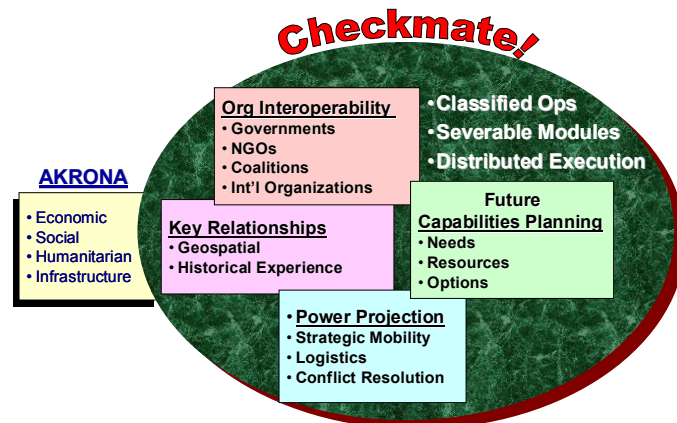 Checkmate!
Org Interoperability
• Governments
• NGOs
• Coalitions
• Int'l Organizations
• Classified Ops
• Severable Modules
• Distributed Execution
AKRONA
• Economic
• Social
• Humanitarian
• Infrastructure
Key Relationships
• Geospatial
• Historical Experience
Future
Capabilities Planning
• Needs
• Resources
• Options
• Power Projection
• Strategic Mobility
• Logistics
• Conflict Resolution